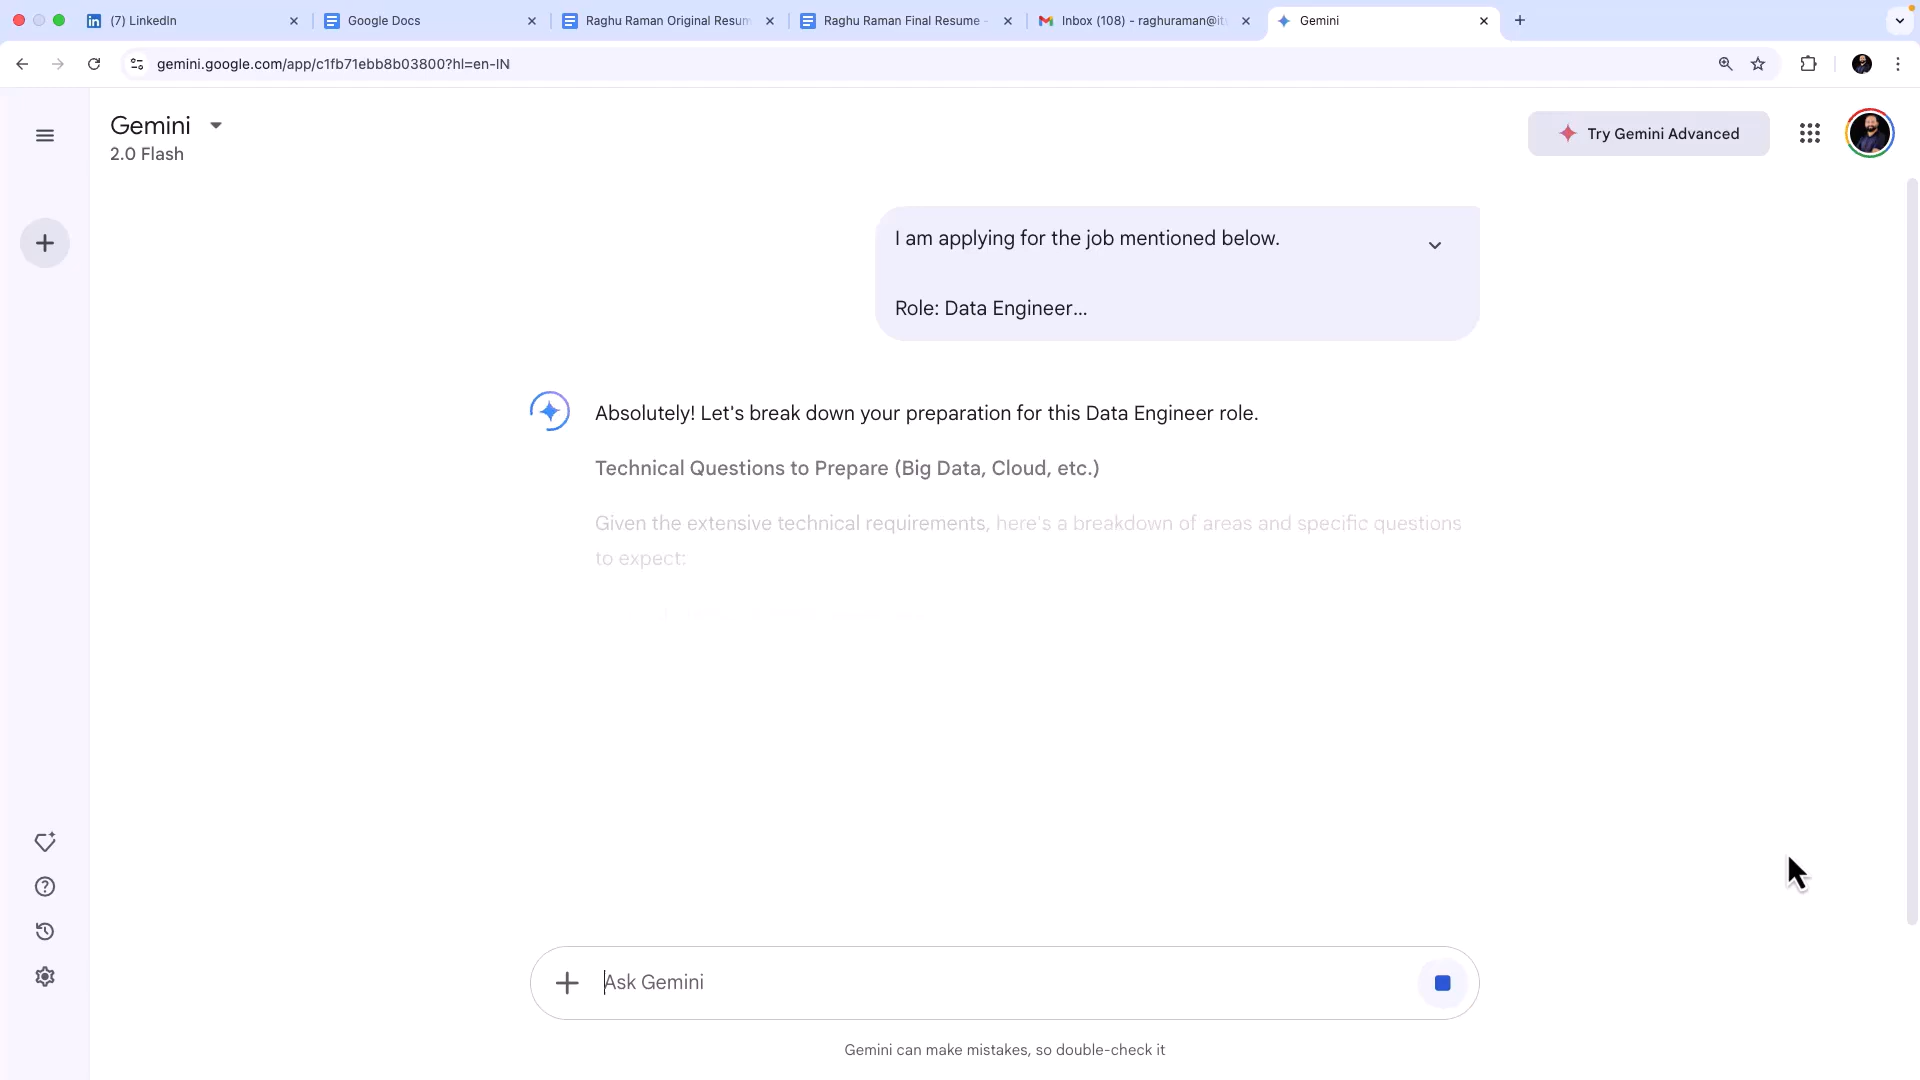 (7) LinkedIn
Google Docs
Raghu Raman Original Resum
Raghu Raman Final Resume -
Inbox (108) - raghuraman@it
Gemini
gemini.google.com/app/c1fb71ebb8b03800?hl=en-IN
Gemini
2.0 Flash
Try Gemini Advanced
I am applying for the job mentioned below.
Role: Data Engineer...
Absolutely! Let's break down your preparation for this Data Engineer role.
Technical Questions to Prepare (Big Data, Cloud, etc.)
Given the extensive technical requirements, here's a breakdown of areas and specific questions
to expect:
Ask Gemini
Gemini can make mistakes, so double-check it